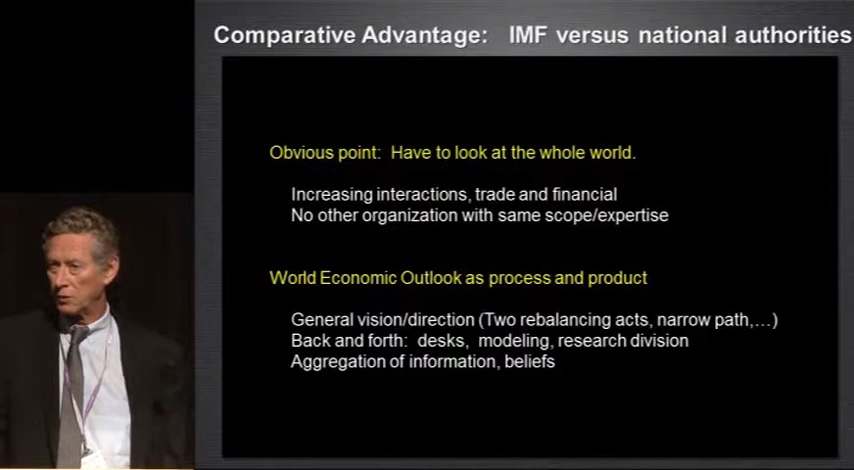 Comparative Advantage: IMF versus national authorities
Obvious point: Have to look at the whole world.
Increasing interactions, trade and financial
No other organization with same scope/expertise
World Economic Outlook as process and product
General vision/direction (Two rebalancing acts, narrow path,…)
Back and forth: desks, modeling, research division
Aggregation of information, beliefs